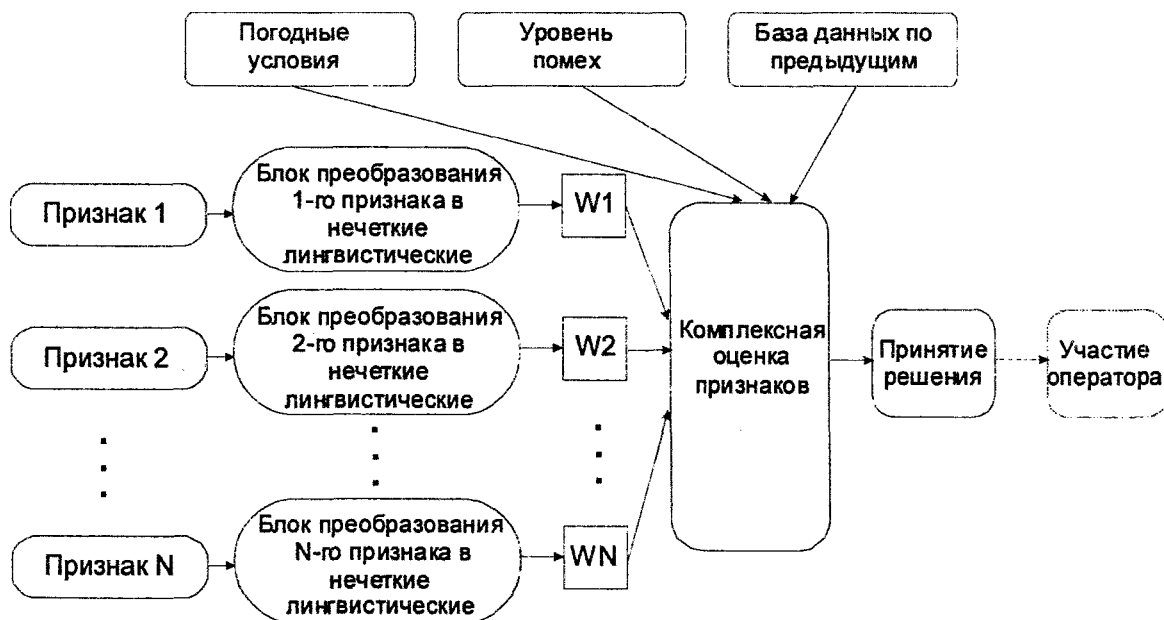 Погодные
условия
Уровень
помех
База данных по
предыдущим
Признак 1
Блок преобразования
1-го признака в
нечеткие
лингвистические
W1
Признак 2
Блок преобразования
2-го признака в
нечеткие
лингвистические
W2
Комплексная
оценка
признаков
Принятие
решения
Участие
оператора
Признак N
Блок преобразования
N-го признака в
нечеткие
лингвистические
WN